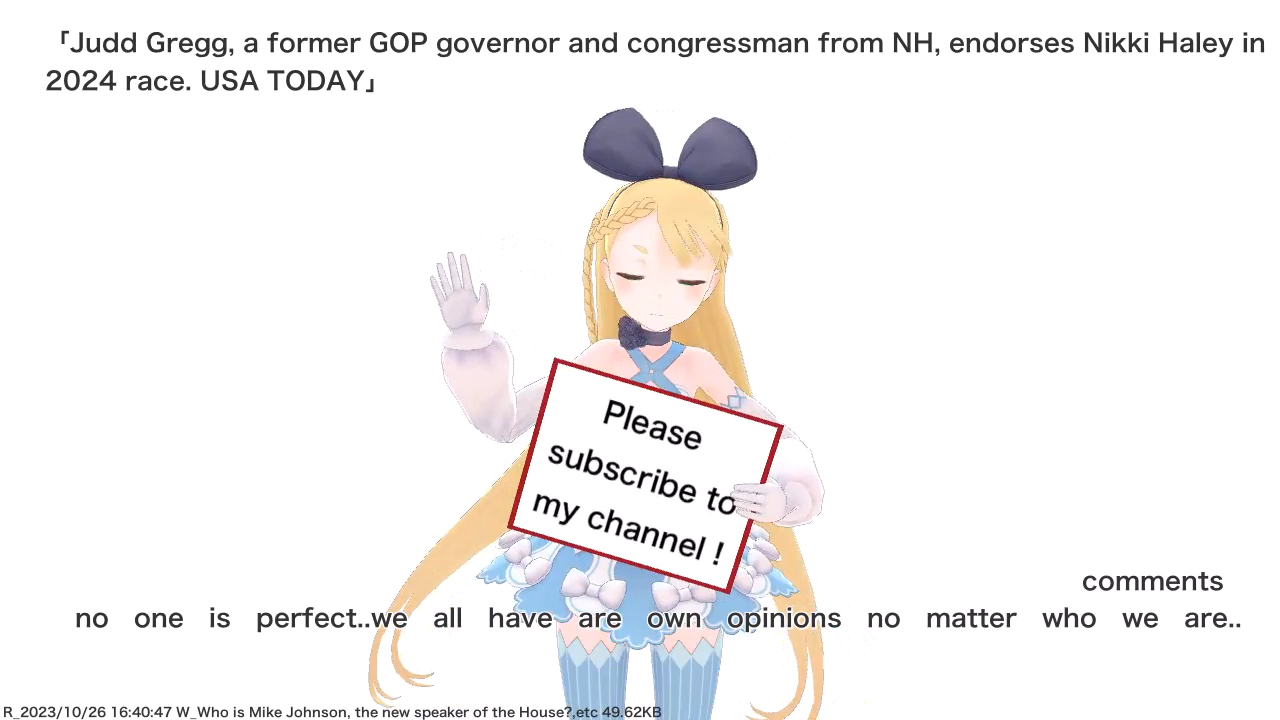 「Judd Gregg, a former GOP governor and congressman from NH, endorses Nikki Haley in
2024 race. USA TODAY」
Please
subscribe to
my channel !
comments
no one is perfect..we all have are own opinions no matter who we are..
R_2023/10/26 16:40:47 W_Who is Mike Johnson, the new speaker of the House?,etc 49.62KB